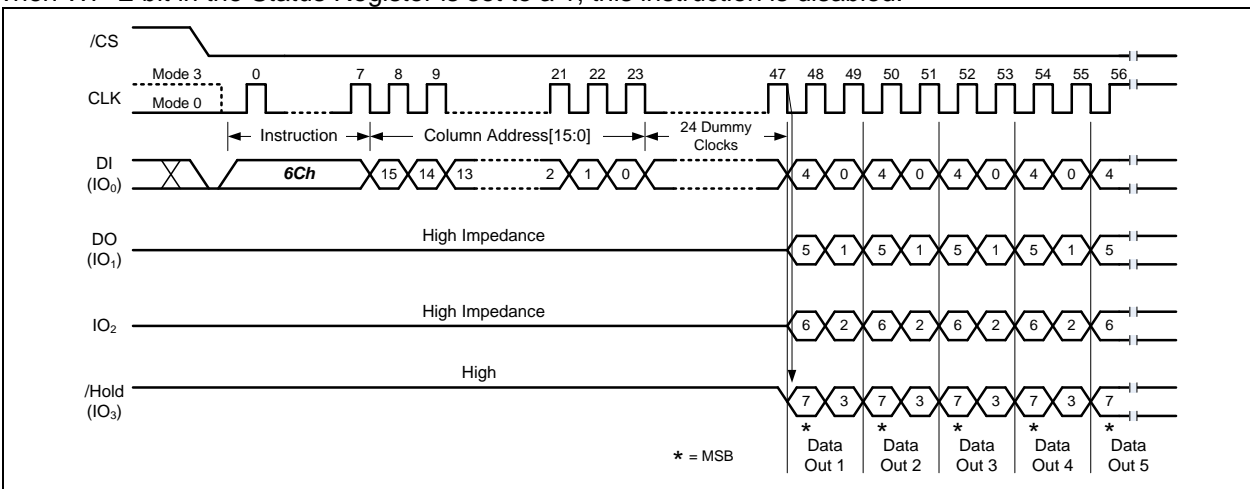 When WP-E bit in the Status Register is set to a 1, this instruction is disabled.
/CS
Mode 3 0 7 8 9 21 22 23 47 48 49 50 51 52 53 54 55 56
CLK
Mode 0
Instruction Column Address[15:0] 24 Dummy
Clocks
DI
(IO0)
6Ch 15 14 13 2 1 0 4 0 4 0 4 0 4 0 4
High Impedance
DO
(IO1)
5 1 5 1 5 1 5 1 5
High Impedance
IO2 6 2 6 2 6 2 6 2 6
High
/Hold
(IO3)
7 3 7 3 7 3 7 3 7
* * * * *
* = MSB
Data
Out 1
Data
Out 2
Data
Out 3
Data
Out 4
Data
Out 5